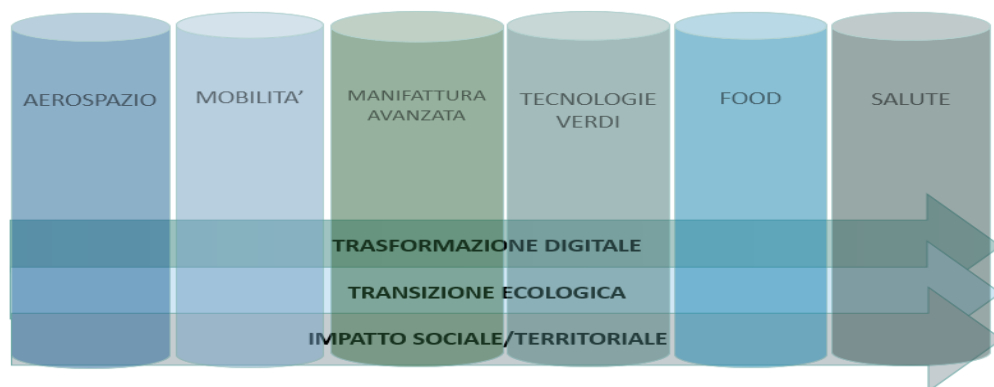 AEROSPAZIO
MOBILITA'
MANIFATTURA
AVANZATA
TECNOLOGIE
VERDI
FOOD
SALUTE
TRASFORMAZIONE DIGITALE
TRANSIZIONE ECOLOGICA
IMPATTO SOCIALE/TERRITORIALE